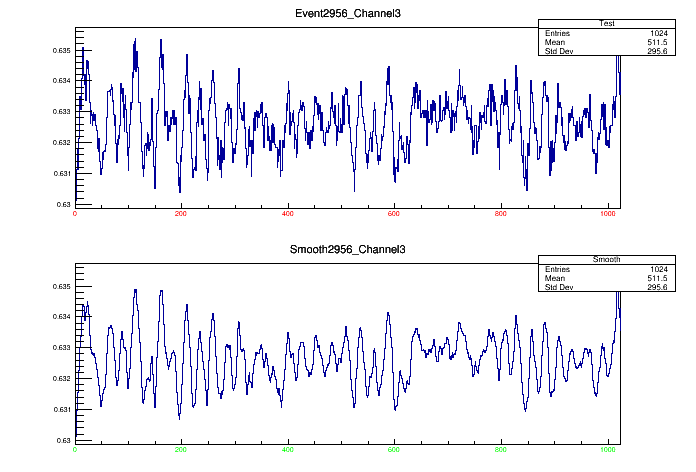 Event2956_Channel3
Test
Entries 1024
Mean 511.5
Std Dev 295.6
0.635
0.634
0.633
0.632
0.631
0.63
0 200 400 600 800 1000
Smooth2956_Channel3
Smooth
Entries 1024
Mean 511.5
Std Dev 295.6
0.635
0.634
0.633
0.632
0.631
0.63
0 200 400 600 800 1000